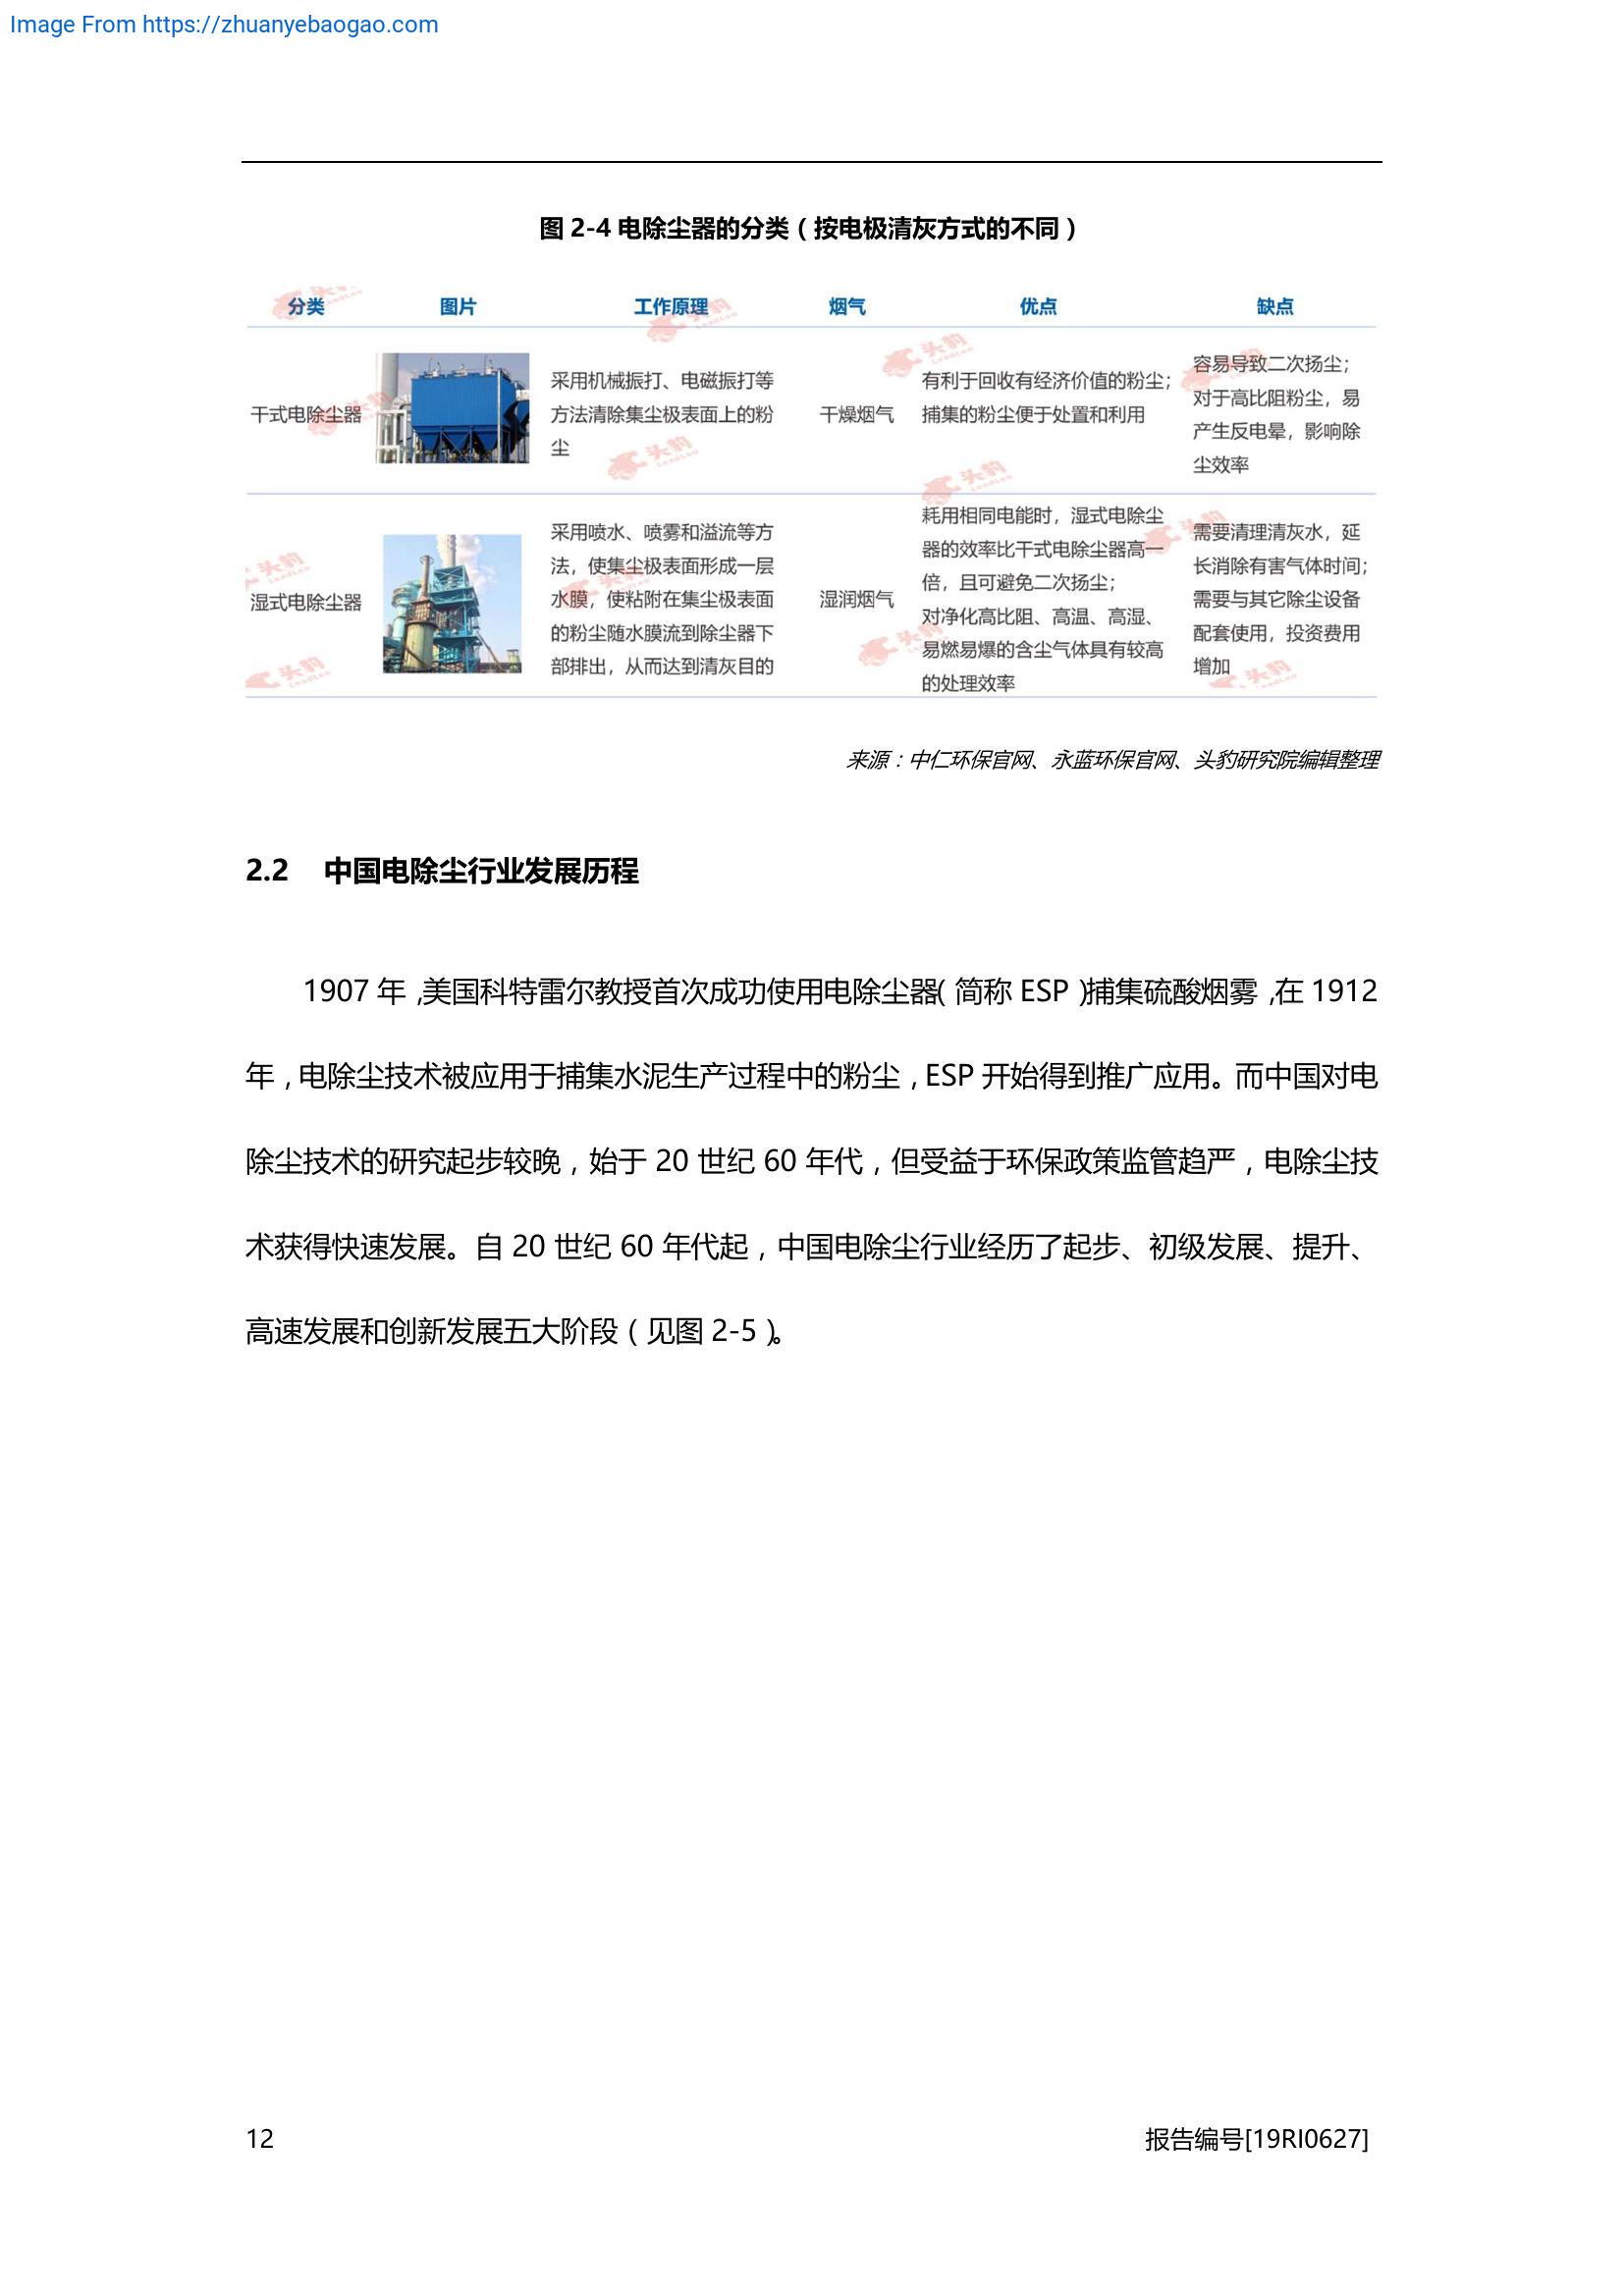 Image From https://zhuanyebaogao.com
图 2-4 电除尘器的分类（按电极清灰方式的不同）
分类 图片 工作原理 烟气 优点 缺点
干式电除尘器
采用机械振打、电磁振打等
方法清除集尘极表面上的粉
尘
干燥烟气
有利于回收有经济价值的粉尘；
捕集的粉尘便于处置和利用
容易导致二次扬尘；
对于高比阻粉尘，易
产生反电晕，影响除
尘效率
湿式电除尘器
采用喷水、喷雾和溢流等方
法，使集尘极表面形成一层
水膜，使粘附在集尘极表面
的粉尘随水膜流到除尘器下
部排出，从而达到清灰目的
湿润烟气
耗用相同电能时，湿式电除尘
器的效率比干式电除尘器高一
倍，且可避免二次扬尘；
对净化高比阻、高温、高湿、
易燃易爆的含尘气体具有较高
的处理效率
需要清理清灰水，延
长消除有害气体时间；
需要与其它除尘设备
配套使用，投资费用
增加
来源：中仁环保官网、永蓝环保官网、头豹研究院编辑整理
2.2 中国电除尘行业发展历程
1907 年，美国科特雷尔教授首次成功使用电除尘器（简称 ESP）捕集硫酸烟雾，在 1912
年，电除尘技术被应用于捕集水泥生产过程中的粉尘，ESP 开始得到推广应用。而中国对电
除尘技术的研究起步较晚，始于 20 世纪 60 年代，但受益于环保政策监管趋严，电除尘技
术获得快速发展。自 20 世纪 60 年代起，中国电除尘行业经历了起步、初级发展、提升、
高速发展和创新发展五大阶段（见图 2-5）。
12 报告编号[19RI0627]